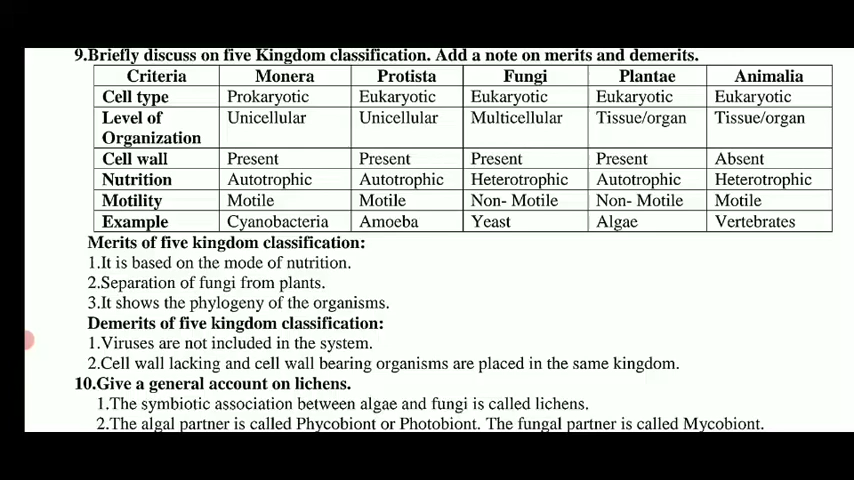 9.Briefly discuss on five Kingdom classification. Add a note on merits and demerits.
Criteria Monera Protista Fungi Plantae Animalia
Cell type Prokaryotic Eukaryotic Eukaryotic Eukaryotic Eukaryotic
Level of Unicellular Unicellular Multicellular Tissue/organ Tissue/organ
Organization
Cell wall Present Present Present Present Absent
Nutrition Autotrophic Autotrophic Heterotrophic Autotrophic Heterotrophic
Motility Motile Motile Non- Motile Non- Motile Motile
Example Cyanobacteria Amoeba Yeast Algae Vertebrates
Merits of five kingdom classification:
1.It is based on the mode of nutrition.
2.Separation of fungi from plants.
3.It shows the phylogeny of the organisms.
Demerits of five kingdom classification:
1.Viruses are not included in the system.
2.Cell wall lacking and cell wall bearing organisms are placed in the same kingdom.
10.Give a general account on lichens.
1.The symbiotic association between algae and fungi is called lichens.
2.The algal partner is called Phycobiont or Photobiont. The fungal partner is called Mycobiont.